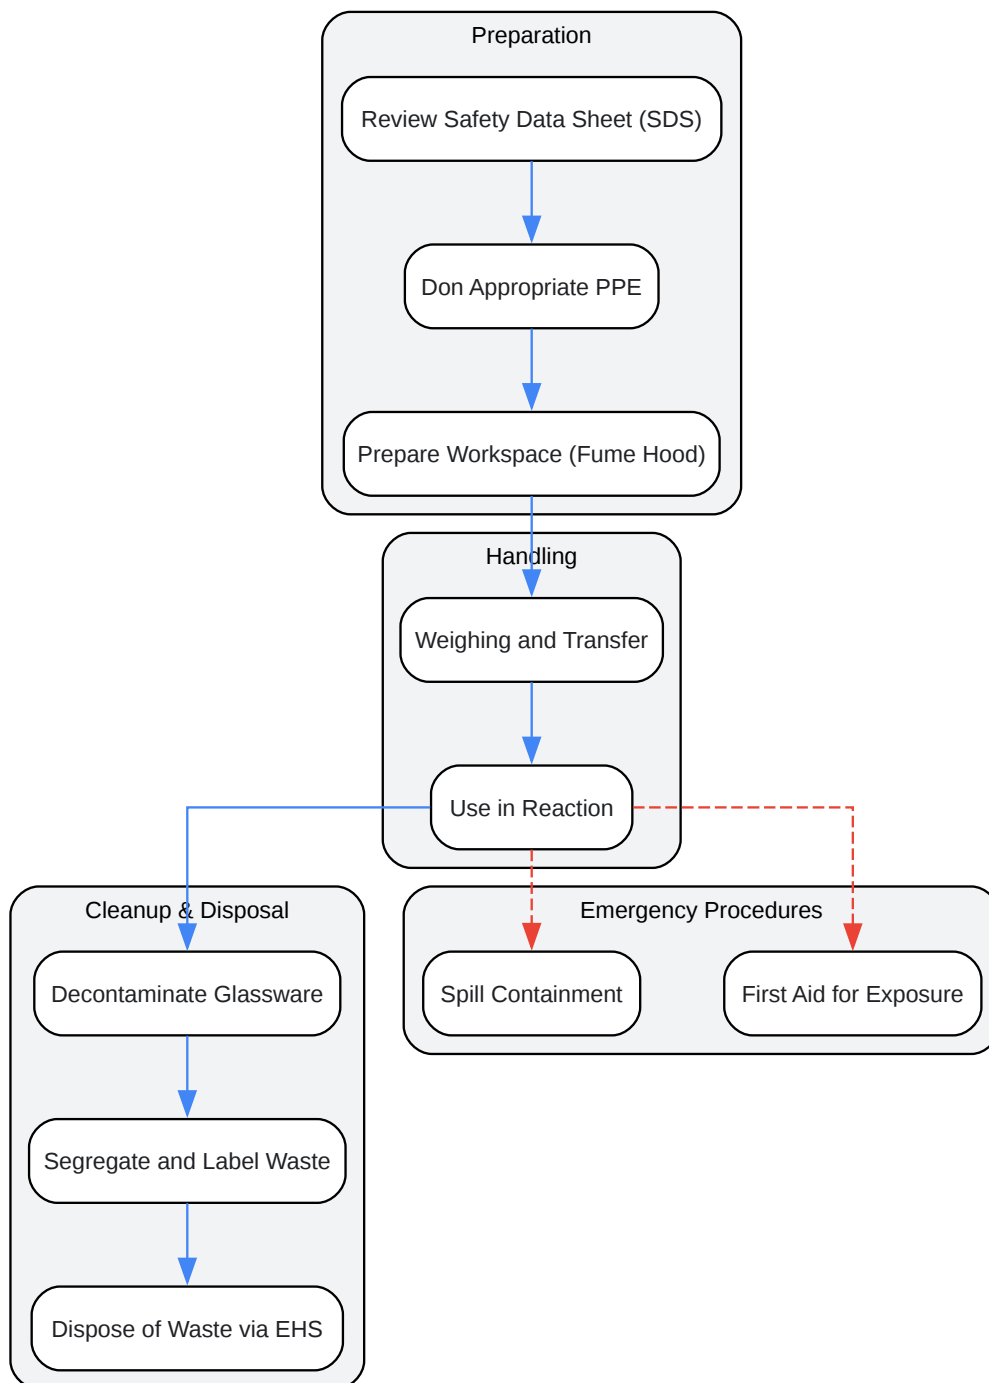 Preparation
Review Safety Data Sheet (SDS)
Don Appropriate PPE
Prepare Workspace (Fume Hood)
Handling
Weighing and Transfer
Use in Reaction
Cleanup & Disposal
Decontaminate Glassware
Segregate and Label Waste
Dispose of Waste via EHS
Emergency Procedures
Spill Containment
First Aid for Exposure